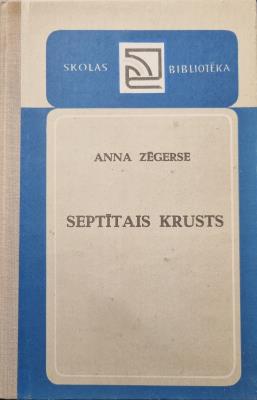 SKOLAS BIBLIOTĒKA
ANNA ZĒGERSE
SEPTĪTAIS KRUSTS